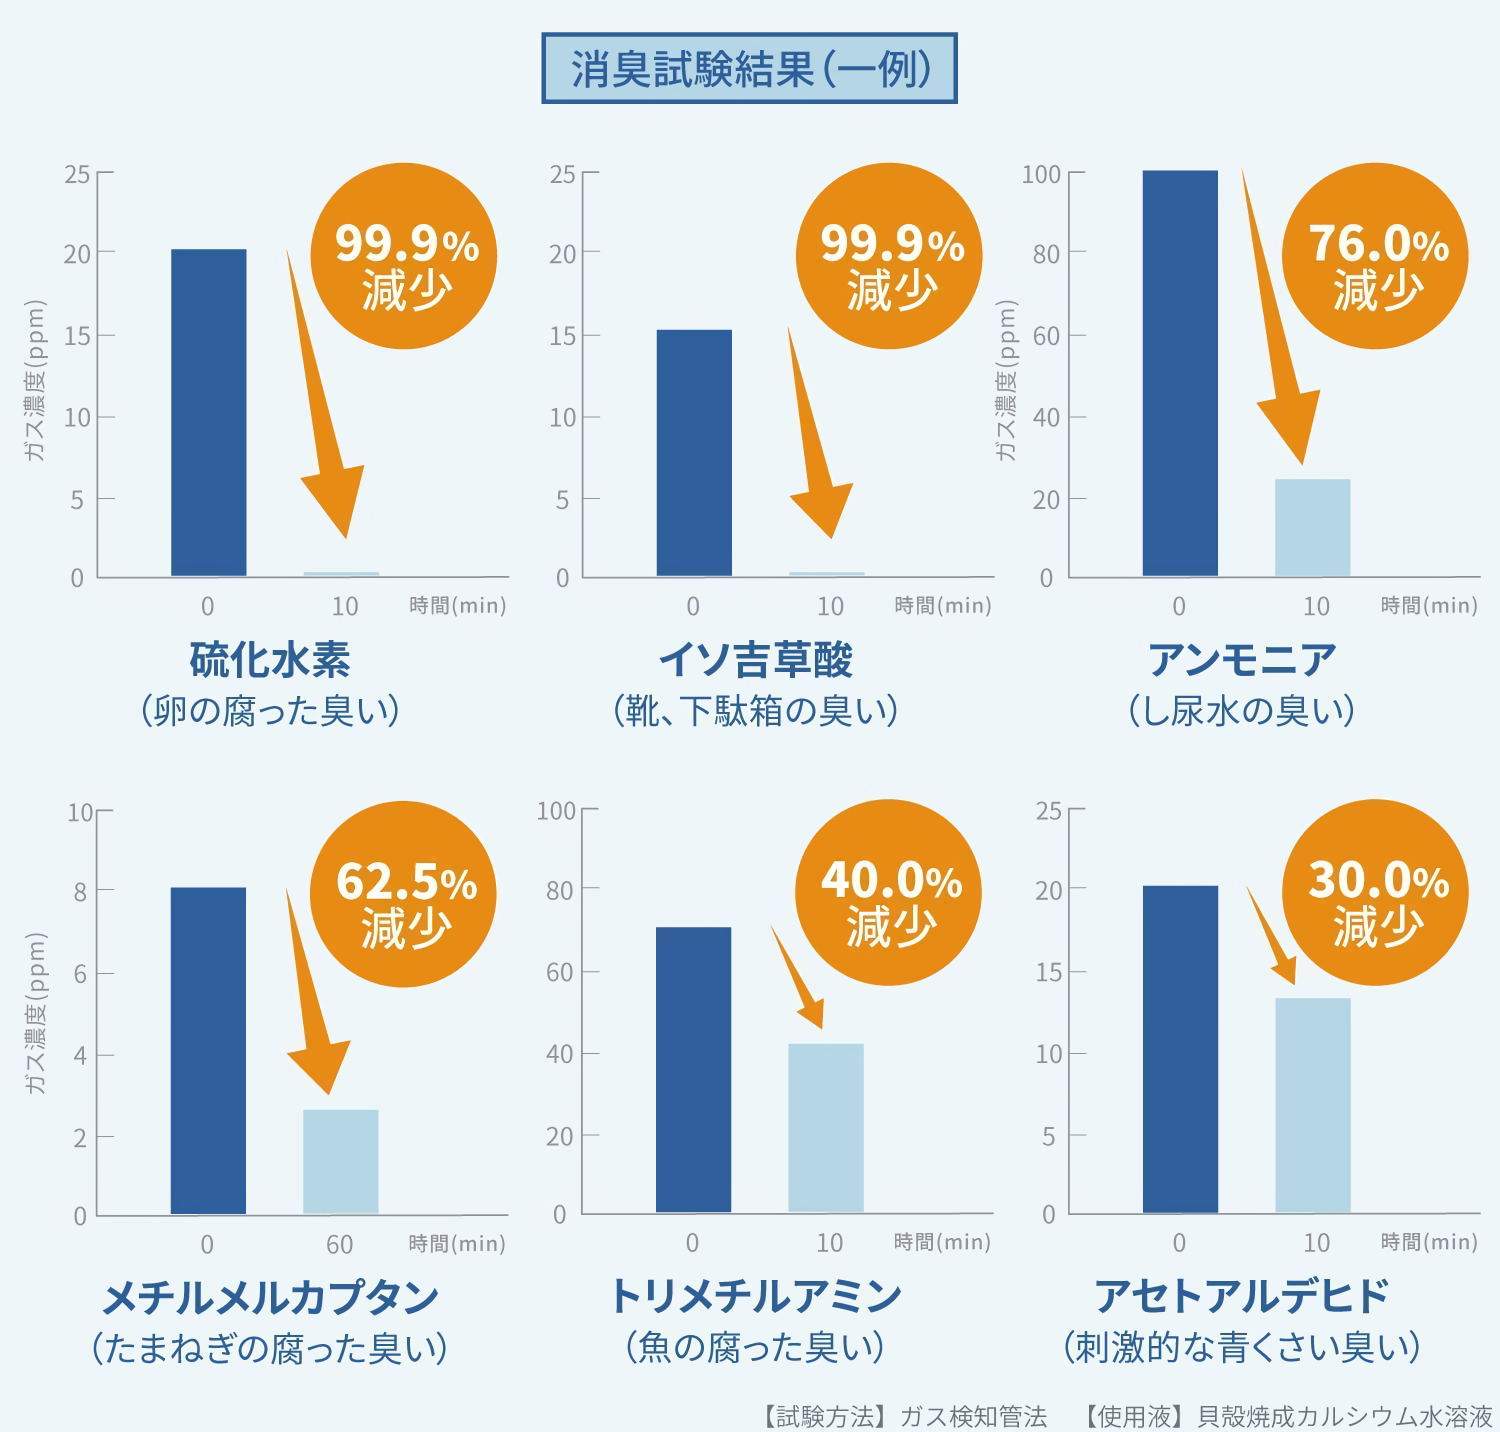 消臭試験結果（一例）
25
20
15
10
5
0
ガス濃度(ppm)
99.9%
減少
0
10
時間(min)
硫化水素
（卵の腐った臭い）
25
20
15
10
5
0
99.9%
減少
0
10
時間(min)
イソ吉草酸
（靴、下駄箱の臭い）
100
80
60
40
20
0
ガス濃度(ppm)
76.0%
減少
0
10
時間(min)
アンモニア
（し尿水の臭い）
10
8
6
4
2
0
ガス濃度(ppm)
62.5%
減少
0
60
時間(min)
メチルメルカプタン
（たまねぎの腐った臭い）
100
80
60
40
20
0
40.0%
減少
0
10
時間(min)
トリメチルアミン
（魚の腐った臭い）
25
20
15
10
5
0
30.0%
減少
0
10
時間(min)
アセトアルデヒド
（刺激的な青くさい臭い）
【試験方法】ガス検知管法　【使用液】貝殻焼成カルシウム水溶液